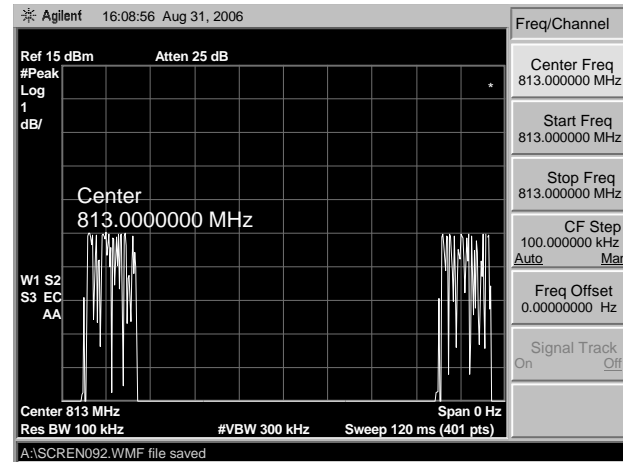 Agilent 16:08:56 Aug 31, 2006
Ref 15 dBm Atten 25 dB
#Peak
Log
1
dB/
*
Center
813.0000000 MHz
W1 S2
S3 EC
AA
Center 813 MHz Span 0 Hz
Res BW 100 kHz #VBW 300 kHz Sweep 120 ms (401 pts)
A:\SCREN092.WMF file saved
Freq/Channel
Center Freq
813.000000 MHz
Start Freq
813.000000 MHz
Stop Freq
813.000000 MHz
CF Step
100.000000 kHz
Auto Man
Freq Offset
0.00000000 Hz
Signal Track
On Off